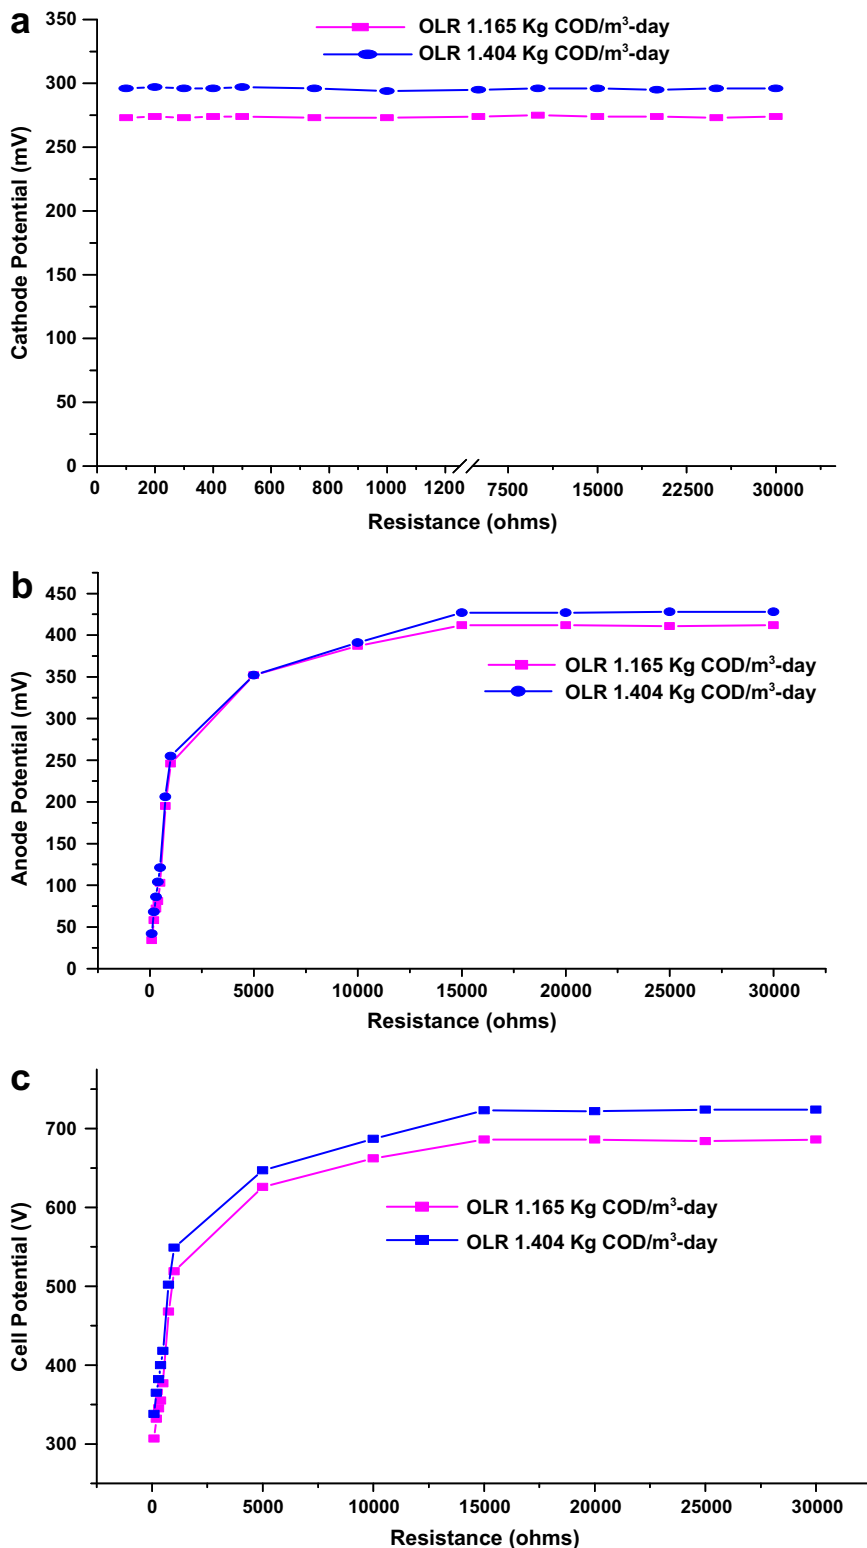 a
OLR 1.165 Kg COD/m³-day
OLR 1.404 Kg COD/m³-day
350
300
250
200
150
100
50
0
Cathode Potential (mV)
0 200 400 600 800 1000 1200 7500 15000 22500 30000
Resistance (ohms)
b
450
400
350
300
250
200
150
100
50
0
Anode Potential (mV)
OLR 1.165 Kg COD/m³-day
OLR 1.404 Kg COD/m³-day
0 5000 10000 15000 20000 25000 30000
Resistance (ohms)
c
700
600
500
400
300
Cell Potential (V)
OLR 1.165 Kg COD/m³-day
OLR 1.404 Kg COD/m³-day
0 5000 10000 15000 20000 25000 30000
Resistance (ohms)